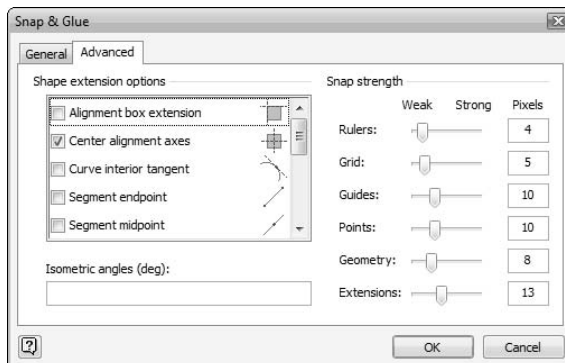 Snap & Glue
General
Advanced
Shape extension options
Alignment box extension
Center alignment axes
Curve interior tangent
Segment endpoint
Segment midpoint
Isometric angles (deg):
Snap strength
Weak Strong Pixels
Rulers: 4
Grid: 5
Guides: 10
Points: 10
Geometry: 8
Extensions: 13
?
OK
Cancel